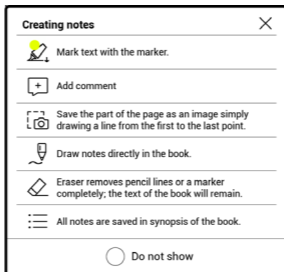 Creating notes
Mark text with the marker.
Add comment
Save the part of the page as an image simply
drawing a line from the first to the last point.
Draw notes directly in the book.
Eraser removes pencil lines or a marker
completely; the text of the book will remain.
All notes are saved in synopsis of the book.
Do not show